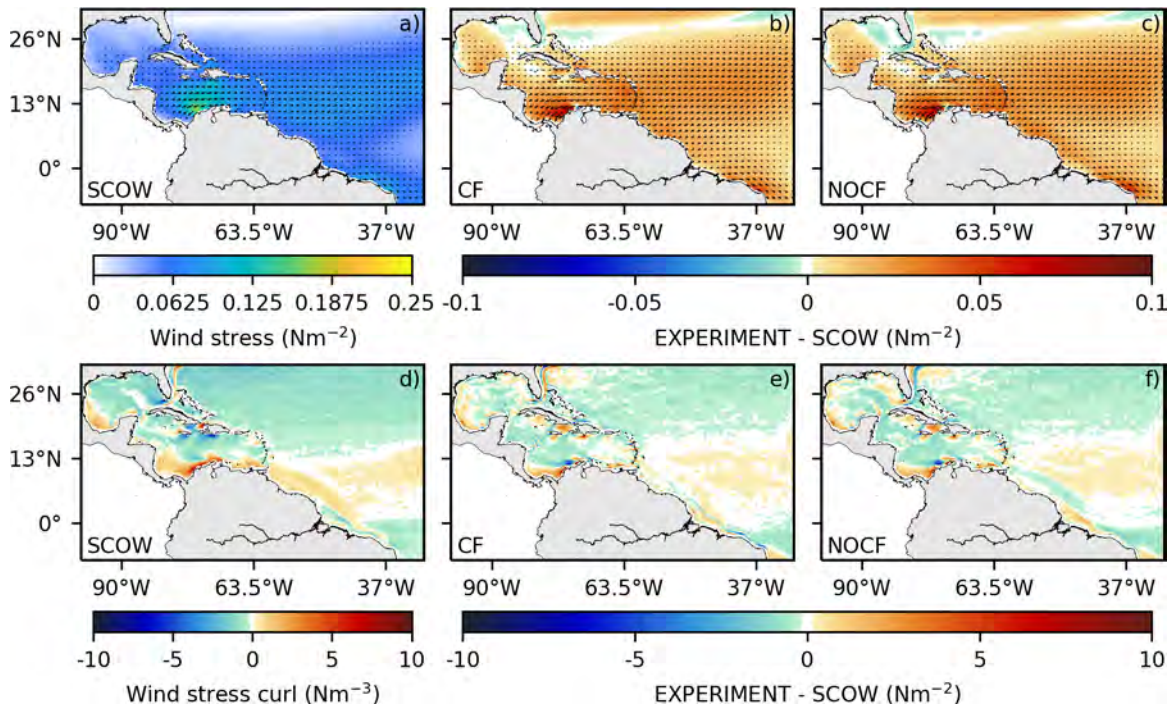 a) b) c)
26°N
13°N
0°
SCOW CF NOCF
90°W 63.5°W 37°W 90°W 63.5°W 37°W 90°W 63.5°W 37°W
0 0.0625 0.125 0.1875 0.25 -0.1 -0.05 0 0.05 0.1
Wind stress (Nm⁻²) EXPERIMENT - SCOW (Nm⁻²)
d) e) f)
26°N
13°N
0°
SCOW CF NOCF
90°W 63.5°W 37°W 90°W 63.5°W 37°W 90°W 63.5°W 37°W
-10 -5 0 5 10 -10 -5 0 5 10
Wind stress curl (Nm⁻³) EXPERIMENT - SCOW (Nm⁻²)